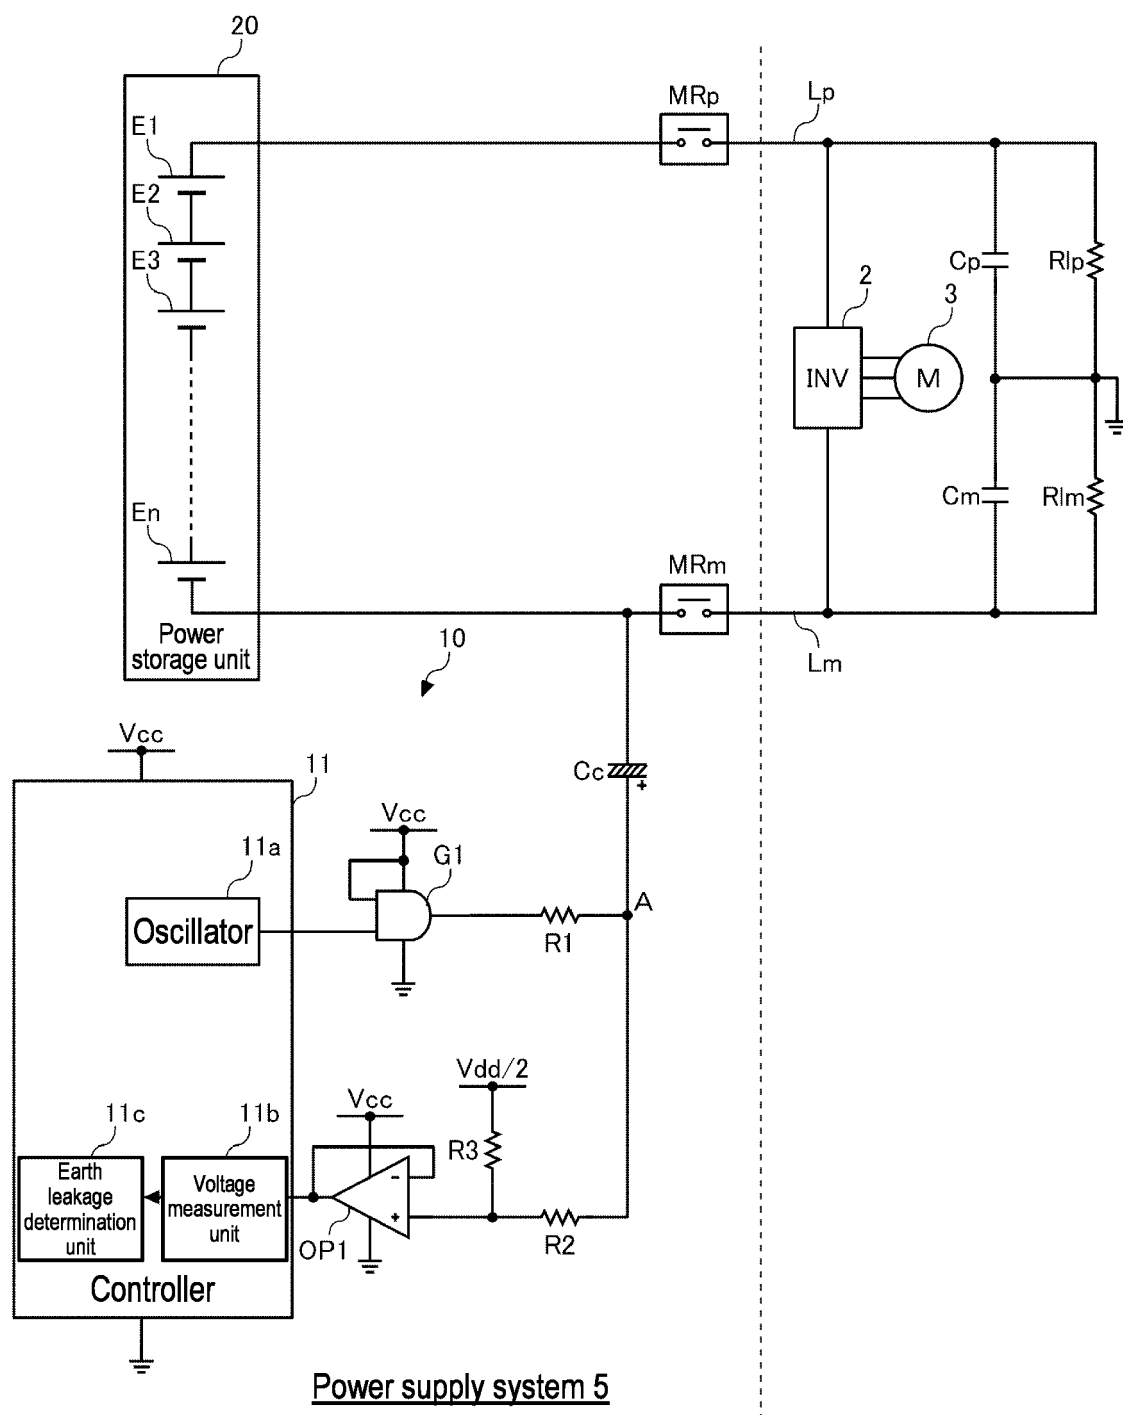 20
MRp
Lp
E1
E2
E3
Cp
RIp
2
3
INV
M
Cm
RIm
En
MRm
Power
storage unit
10
Lm
Vcc
11
Cc
+
Vcc
11a
G1
A
Oscillator
R1
Vdd/2
Vcc
11c
11b
R3
Earth
leakage
determination
unit
Voltage
measurement
unit
-
+
OP1
R2
Controller
Power supply system 5